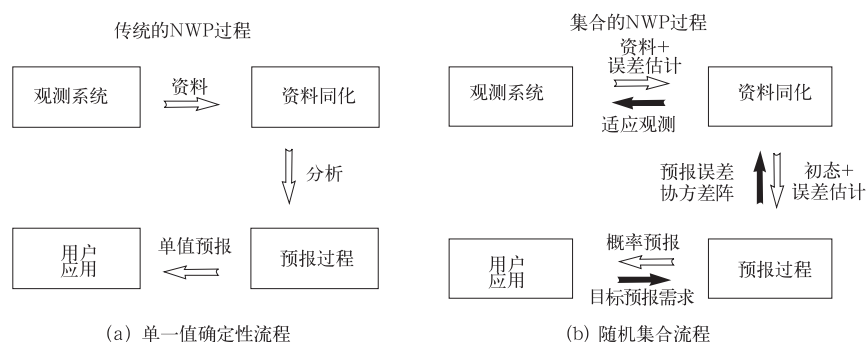 传统的NWP过程
观测系统
资料
资料同化
分析
用户
应用
单值预报
预报过程
(a) 单一值确定性流程
集合的NWP过程
观测系统
资料+
误差估计
适应观测
资料同化
预报误差
协方差阵
初态+
误差估计
用户
应用
概率预报
目标预报需求
预报过程
(b) 随机集合流程